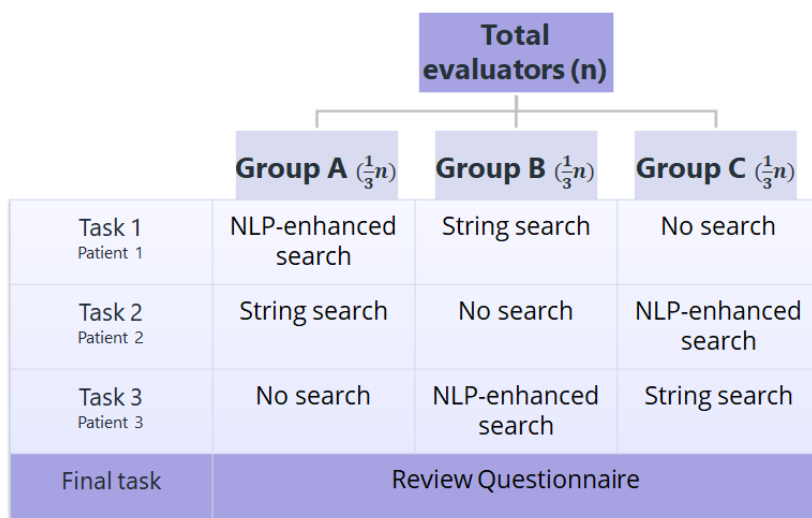 Total
evaluators (n)
Group A (1/3n)
Group B (1/3n)
Group C (1/3n)
Task 1
Patient 1
NLP-enhanced
search
String search
No search
Task 2
Patient 2
String search
No search
NLP-enhanced
search
Task 3
Patient 3
No search
NLP-enhanced
search
String search
Final task
Review Questionnaire